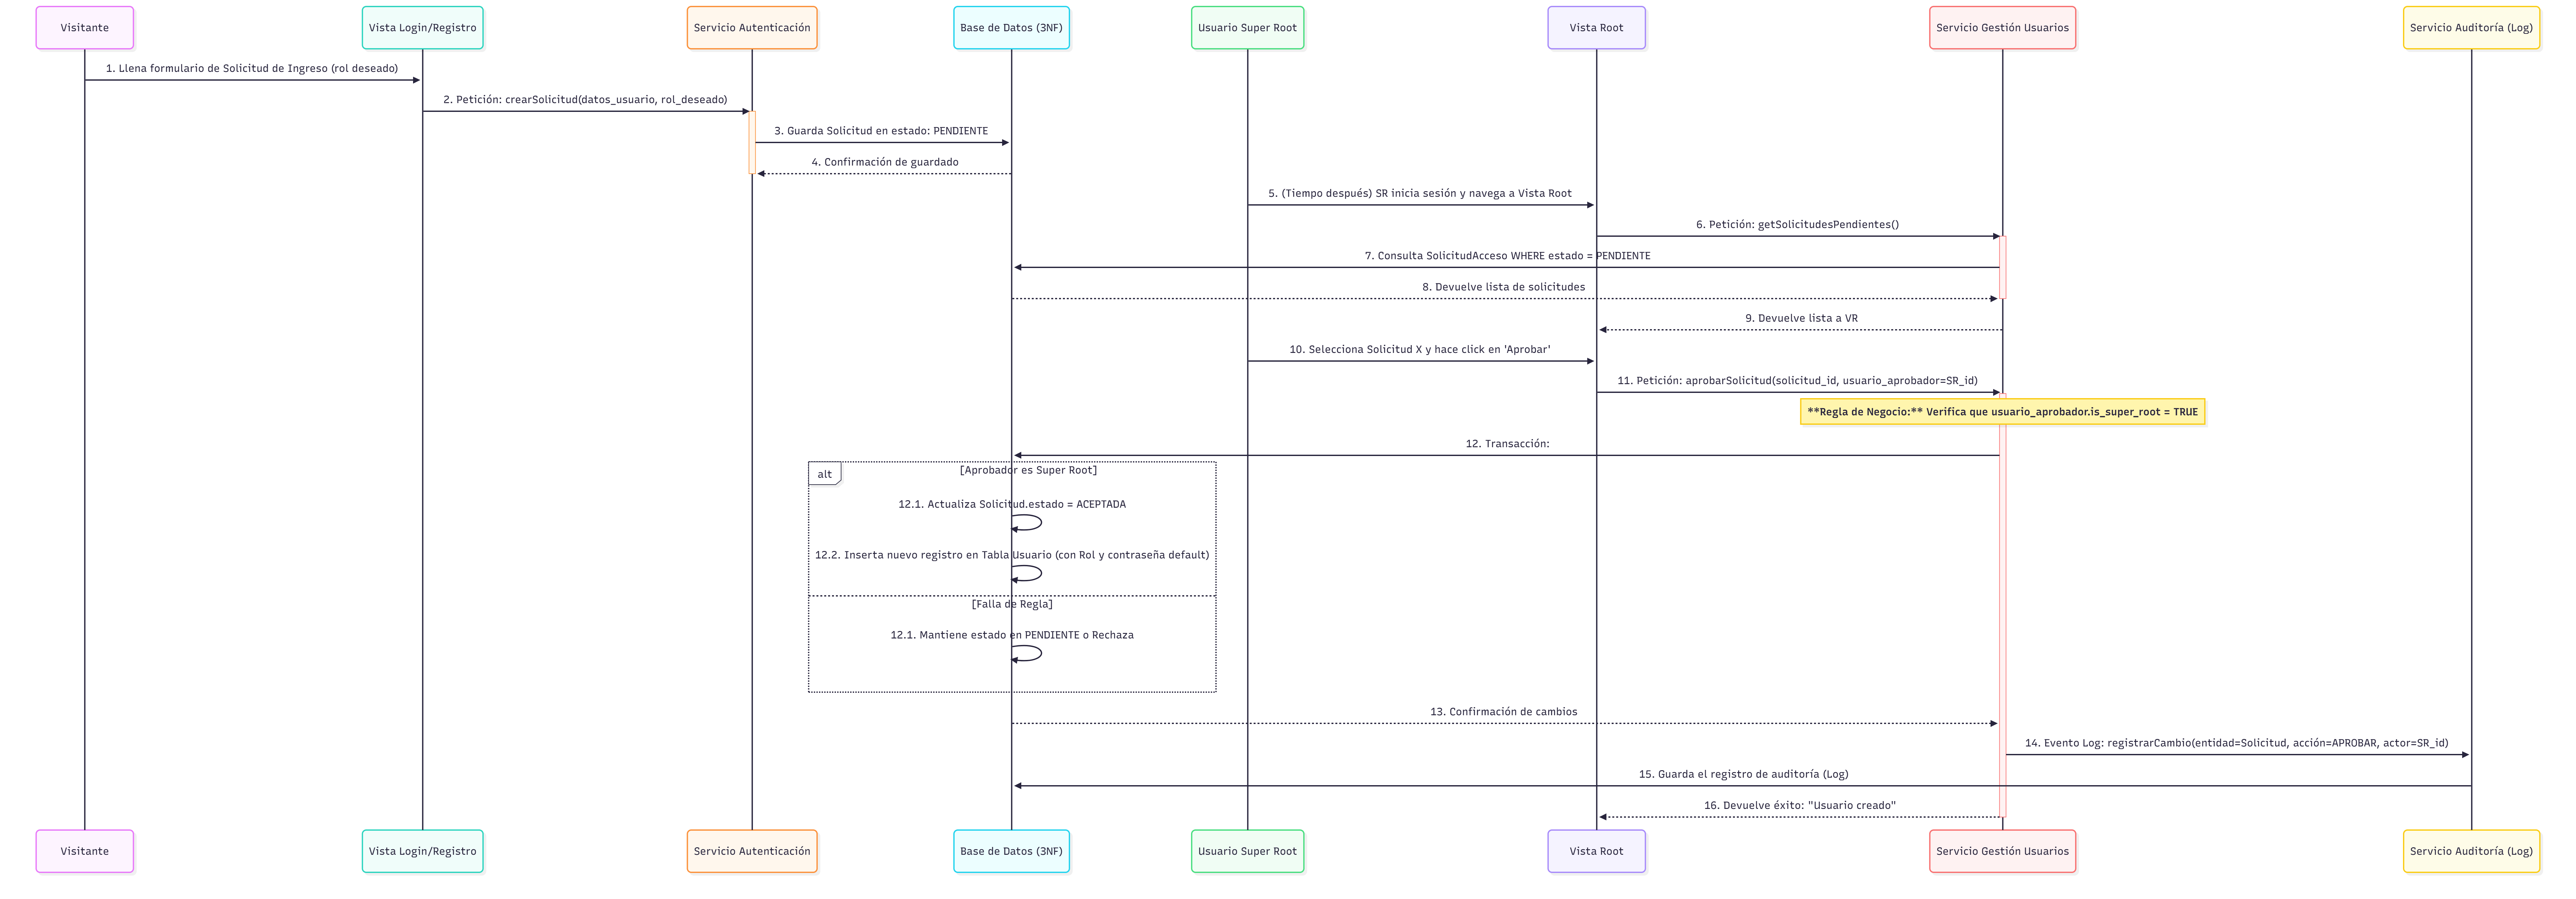 Visitante
Vista Login/Registro
Servicio Autenticación
Base de Datos (3NF)
Usuario Super Root
Vista Root
Servicio Gestión Usuarios
Servicio Auditoría (Log)
1. Llena formulario de Solicitud de Ingreso (rol deseado)
2. Petición: crearSolicitud(datos_usuario, rol_deseado)
3. Guarda Solicitud en estado: PENDIENTE
4. Confirmación de guardado
5. (Tiempo después) SR inicia sesión y navega a Vista Root
6. Petición: getSolicitudesPendientes()
7. Consulta SolicitudAcceso WHERE estado = PENDIENTE
8. Devuelve lista de solicitudes
9. Devuelve lista a VR
10. Selecciona Solicitud X y hace click en 'Aprobar'
11. Petición: aprobarSolicitud(solicitud_id, usuario_aprobador=SR_id)
**Regla de Negocio:** Verifica que usuario_aprobador.is_super_root = TRUE
12. Transacción:
alt
[Aprobador es Super Root]
12.1. Actualiza Solicitud.estado = ACEPTADA
12.2. Inserta nuevo registro en Tabla Usuario (con Rol y contraseña default)
[Falla de Regla]
12.1. Mantiene estado en PENDIENTE o Rechaza
13. Confirmación de cambios
14. Evento Log: registrarCambio(entidad=Solicitud, acción=APROBAR, actor=SR_id)
15. Guarda el registro de auditoría (Log)
16. Devuelve éxito: "Usuario creado"
Visitante
Vista Login/Registro
Servicio Autenticación
Base de Datos (3NF)
Usuario Super Root
Vista Root
Servicio Gestión Usuarios
Servicio Auditoría (Log)